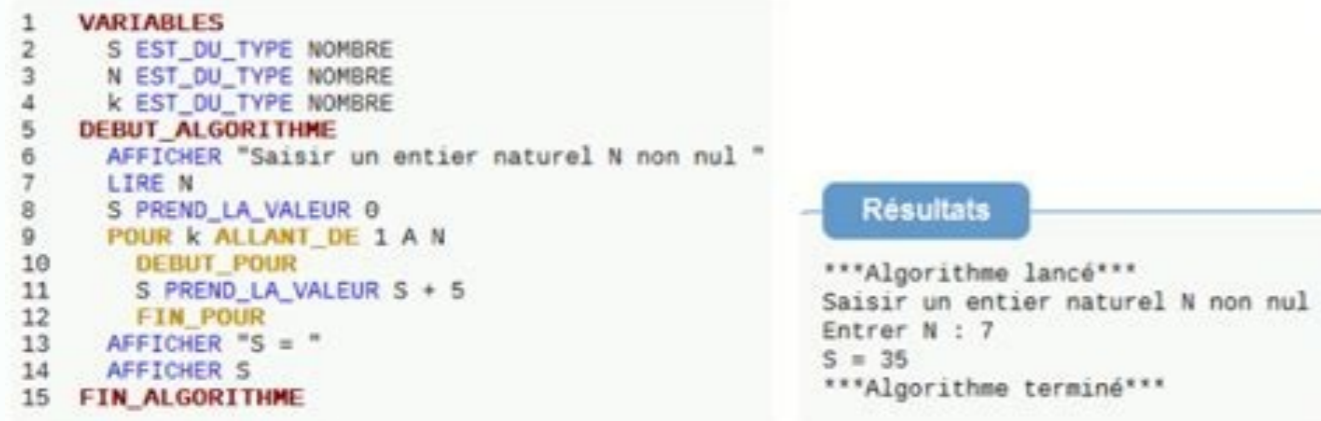 1 VARIABLES
2 S EST_DU_TYPE NOMBRE
3 N EST_DU_TYPE NOMBRE
4 k EST_DU_TYPE NOMBRE
5 DEBUT_ALGORITHME
6 AFFICHER "Saisir un entier naturel N non nul "
7 LIRE N
8 S PREND_LA_VALEUR 0
9 POUR k ALLANT_DE 1 A N
10 DEBUT_POUR
11 S PREND_LA_VALEUR S + 5
12 FIN_POUR
13 AFFICHER "S = "
14 AFFICHER S
15 FIN_ALGORITHME
Résultats
***Algorithme lancé***
Saisir un entier naturel N non nul
Entrer N : 7
S = 35
***Algorithme terminé***